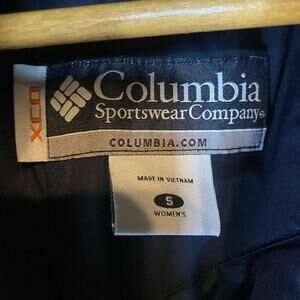 XCO
Columbia
Sportswear Company®
COLUMBIA.COM
MADE IN VIETNAM
S
WOMEN'S